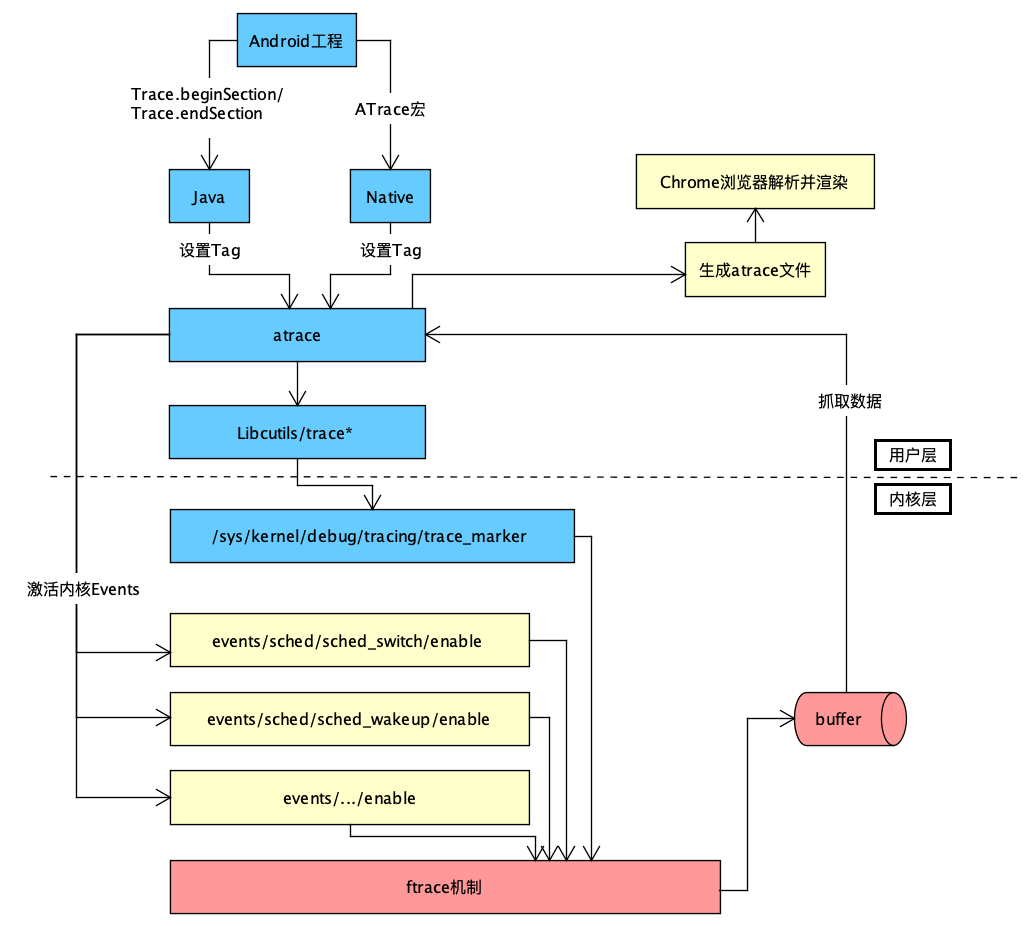 Android工程
Trace.beginSection/
Trace.endSection
ATrace宏
Java
Native
Chrome浏览器解析并渲染
设置Tag
设置Tag
生成atrace文件
atrace
抓取数据
Libcutils/trace*
用户层
内核层
/sys/kernel/debug/tracing/trace_marker
激活内核Events
events/sched/sched_switch/enable
events/sched/sched_wakeup/enable
buffer
events/.../enable
ftrace机制